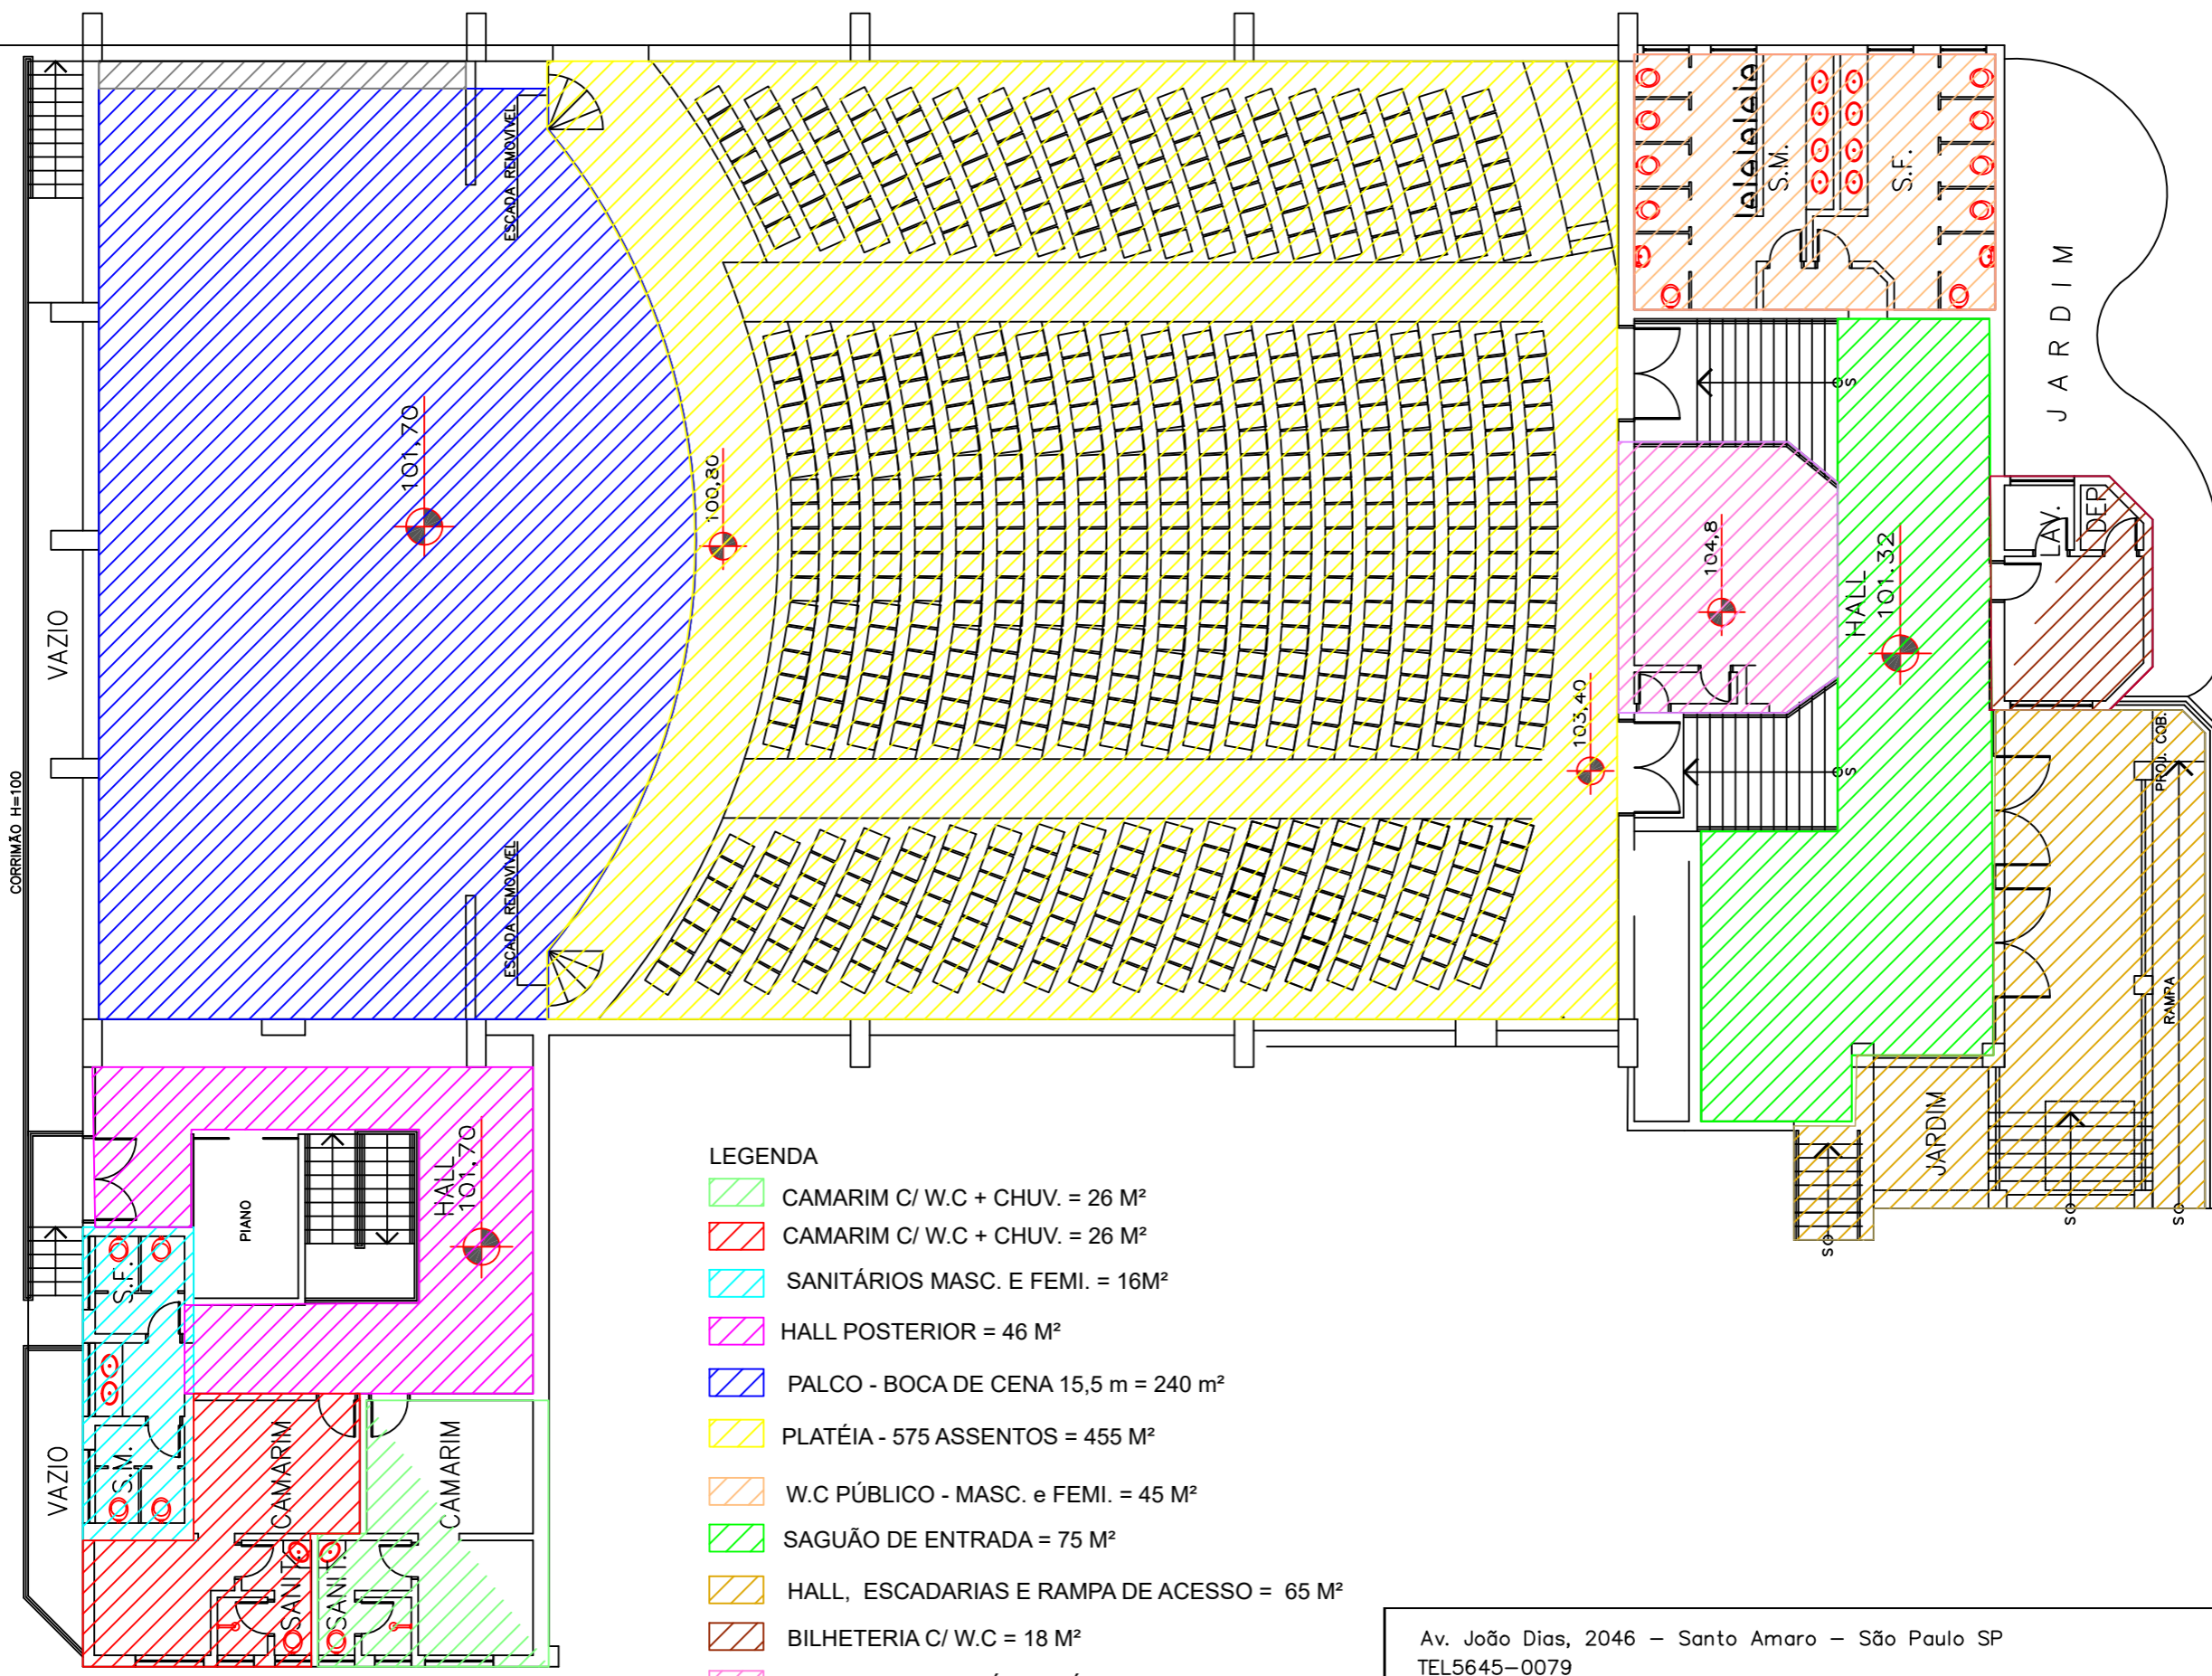 ESCADA REMOVIVEL
S.M.
S.F.
JARDIM
101,70
100,80
104,8
HALL
101.32
LAV.
DEP
S
VAZIO
CORRIMÃO H=100
103,40
S
PROJ. COB.
ESCADA REMOVIVEL
RAMPA
JARDIM
S
S
S
HALL
101.70
PIANO
S.F.
S.M.
VAZIO
CAMARIM
CAMARIM
SANIT.
SANIT.
LEGENDA
CAMARIM C/ W.C + CHUV. = 26 M²
CAMARIM C/ W.C + CHUV. = 26 M²
SANITÁRIOS MASC. E FEMI. = 16M²
HALL POSTERIOR = 46 M²
PALCO - BOCA DE CENA 15,5 m = 240 m²
PLATÉIA - 575 ASSENTOS = 455 M²
W.C PÚBLICO - MASC. e FEMI. = 45 M²
SAGUÃO DE ENTRADA = 75 M²
HALL, ESCADARIAS E RAMPA DE ACESSO = 65 M²
BILHETERIA C/ W.C = 18 M²
Av. João Dias, 2046 – Santo Amaro – São Paulo SP
TEL5645–0079